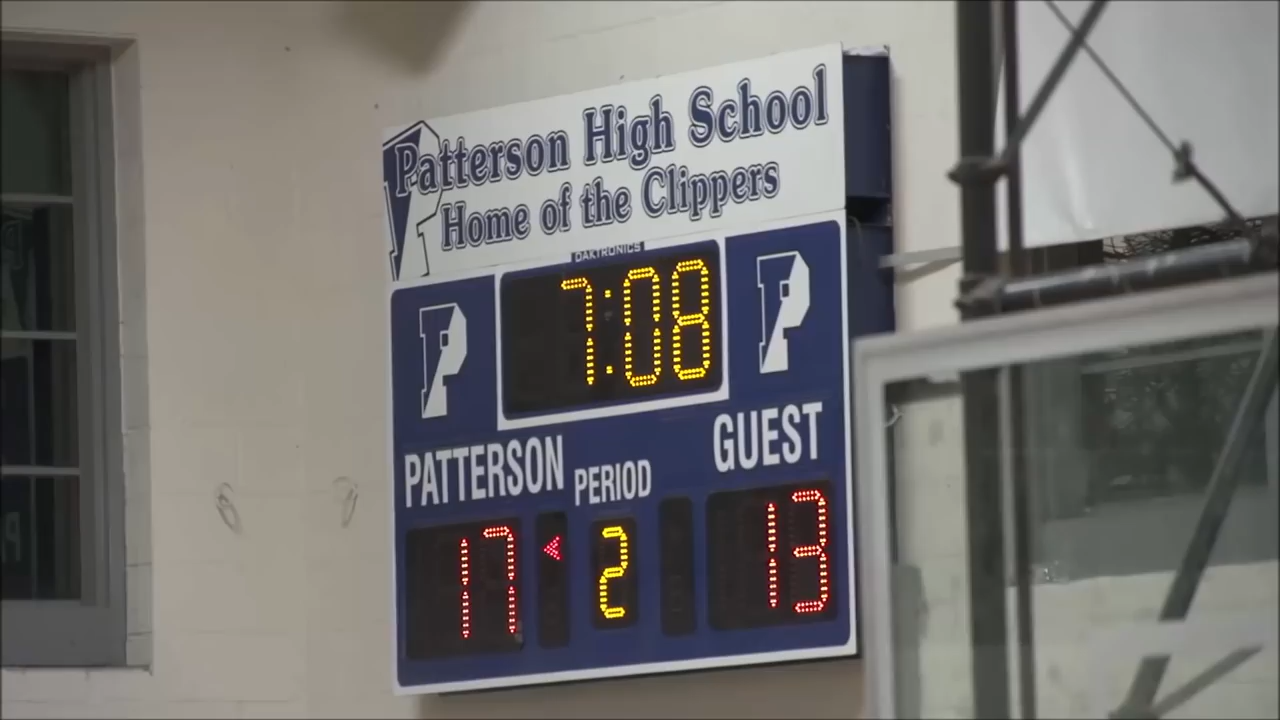 Patterson High School
Home of the Clippers
DAKTRONICS
P 7:08 P
PATTERSON PERIOD GUEST
17 2 13